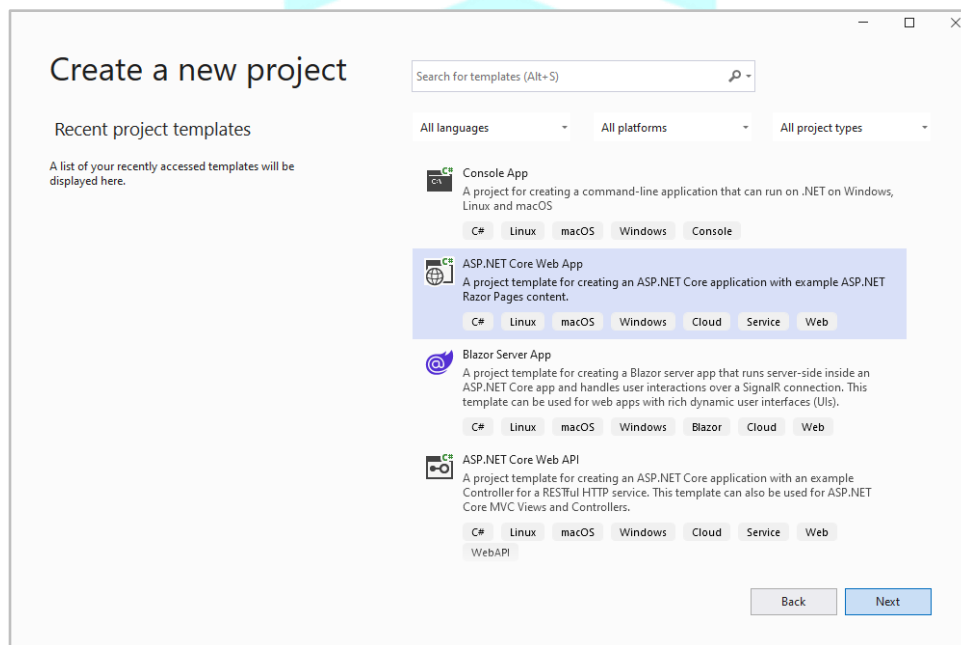 Create a new project
Search for templates (Alt+S)
Recent project templates
All languages
All platforms
All project types
A list of your recently accessed templates will be
displayed here.
C#
C:\
Console App
A project for creating a command-line application that can run on .NET on Windows,
Linux and macOS
C# Linux macOS Windows Console
C#
ASP.NET Core Web App
A project template for creating an ASP.NET Core application with example ASP.NET
Razor Pages content.
C# Linux macOS Windows Cloud Service Web
@
Blazor Server App
A project template for creating a Blazor server app that runs server-side inside an
ASP.NET Core app and handles user interactions over a SignalR connection. This
template can be used for web apps with rich dynamic user interfaces (UIs).
C# Linux macOS Windows Blazor Cloud Web
C#
ASP.NET Core Web API
A project template for creating an ASP.NET Core application with an example
Controller for a RESTful HTTP service. This template can also be used for ASP.NET
Core MVC Views and Controllers.
C# Linux macOS Windows Cloud Service Web
WebAPI
Back
Next